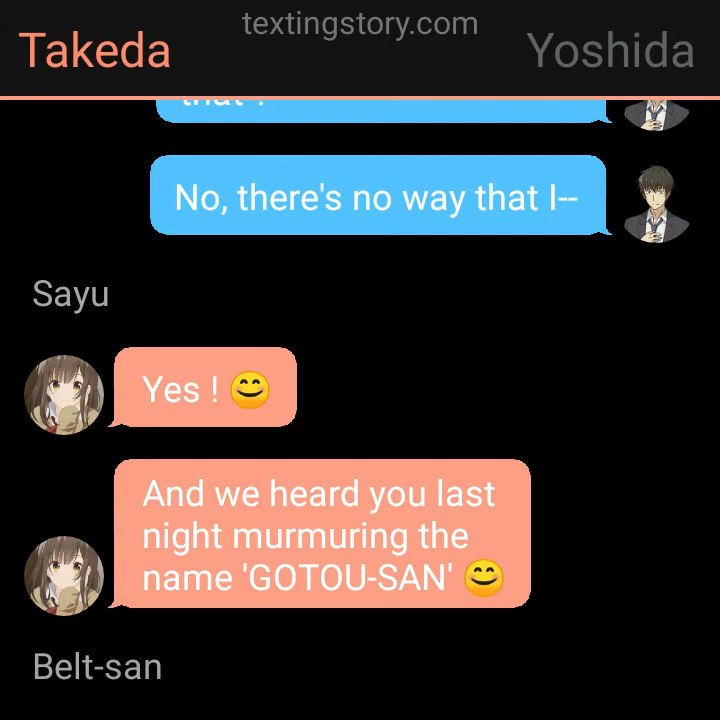 textingstory.com
Takeda
Yoshida
that !
No, there's no way that I--
Sayu
Yes ! 😊
And we heard you last
night murmuring the
name 'GOTOU-SAN' 😊
Belt-san